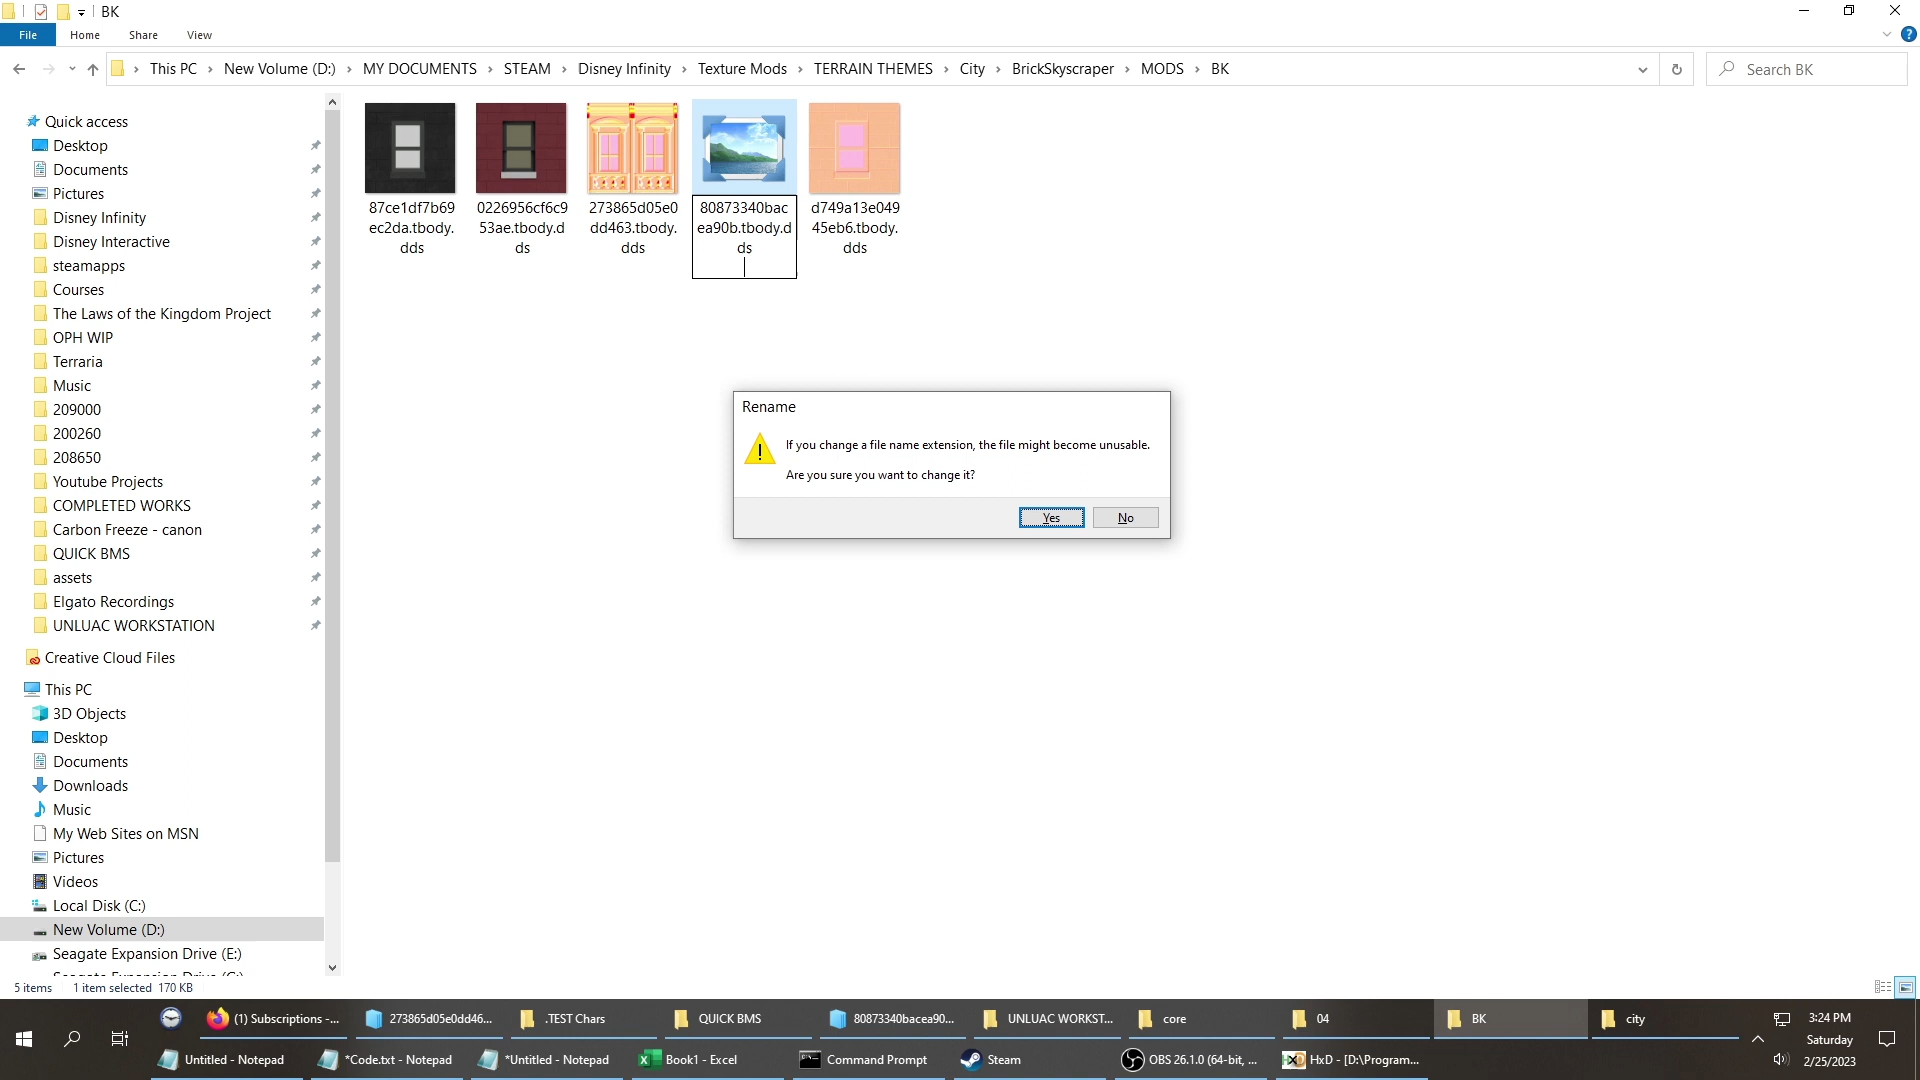 BK
File
Home
Share
View
This PC
New Volume (D:)
MY DOCUMENTS
STEAM
Disney Infinity
Texture Mods
TERRAIN THEMES
City
BrickSkyscraper
MODS
BK
Search BK
Quick access
Desktop
Documents
Pictures
Disney Infinity
Disney Interactive
steamapps
Courses
The Laws of the Kingdom Project
OPH WIP
Terraria
Music
209000
200260
208650
Youtube Projects
COMPLETED WORKS
Carbon Freeze - canon
QUICK BMS
assets
Elgato Recordings
UNLUAC WORKSTATION
Creative Cloud Files
This PC
3D Objects
Desktop
Documents
Downloads
Music
My Web Sites on MSN
Pictures
Videos
Local Disk (C:)
New Volume (D:)
Seagate Expansion Drive (E:)
87ce1df7b69
ec2da.tbody.
dds
0226956cf6c9
53ae.tbody.d
ds
273865d05e0
dd463.tbody.
dds
80873340bac
ea90b.tbody.d
ds
d749a13e049
45eb6.tbody.
dds
Rename
If you change a file name extension, the file might become unusable.
Are you sure you want to change it?
Yes
No
5 items
1 item selected 170 KB
(1) Subscriptions -...
273865d05e0dd46...
.TEST Chars
QUICK BMS
80873340bacea90...
UNLUAC WORKST...
core
04
BK
city
Untitled - Notepad
*Code.txt - Notepad
*Untitled - Notepad
Book1 - Excel
Command Prompt
Steam
OBS 26.1.0 (64-bit, ...
HxD - [D:\Program...
3:24 PM
Saturday
2/25/2023